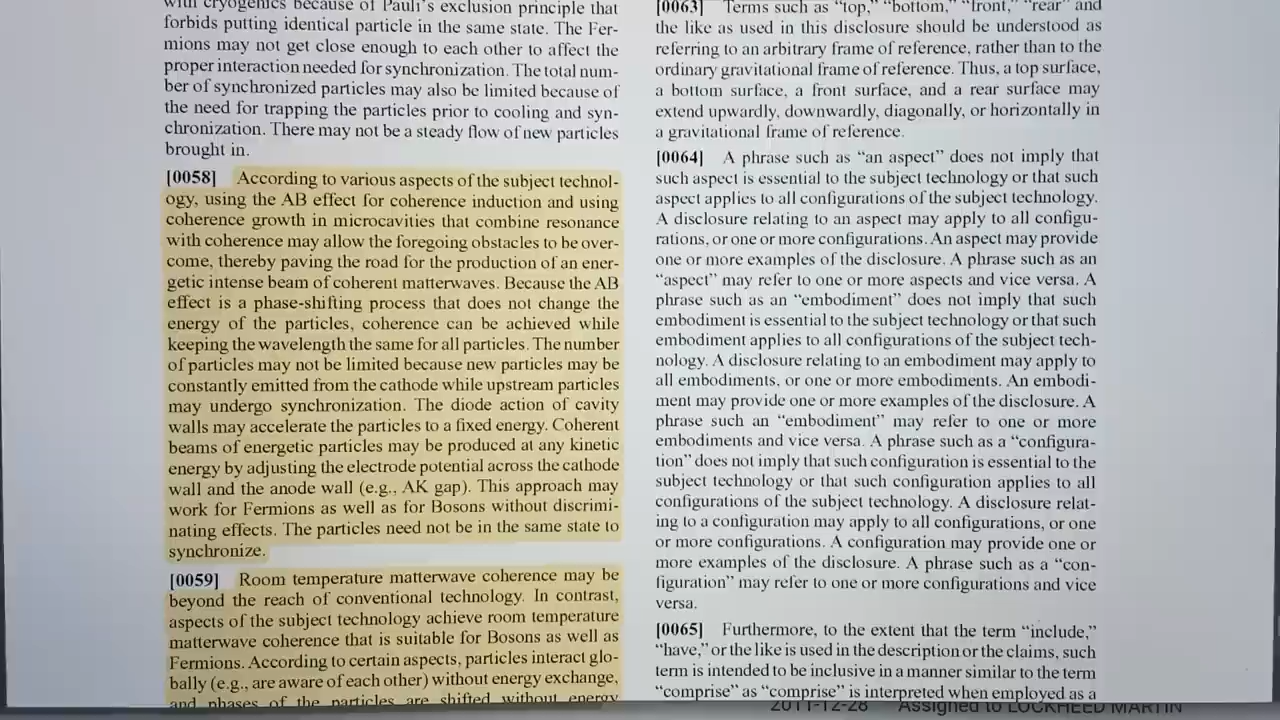 with cryogenics because of Pauli's exclusion principle that
forbids putting identical particle in the same state. The Fer-
mions may not get close enough to each other to affect the
proper interaction needed for synchronization. The total num-
ber of synchronized particles may also be limited because of
the need for trapping the particles prior to cooling and syn-
chronization. There may not be a steady flow of new particles
brought in.
[0058] According to various aspects of the subject technol-
ogy, using the AB effect for coherence induction and using
coherence growth in microcavities that combine resonance
with coherence may allow the foregoing obstacles to be over-
come, thereby paving the road for the production of an ener-
getic intense beam of coherent matterwaves. Because the AB
effect is a phase-shifting process that does not change the
energy of the particles, coherence can be achieved while
keeping the wavelength the same for all particles. The number
of particles may not be limited because new particles may be
constantly emitted from the cathode while upstream particles
may undergo synchronization. The diode action of cavity
walls may accelerate the particles to a fixed energy. Coherent
beams of energetic particles may be produced at any kinetic
energy by adjusting the electrode potential across the cathode
wall and the anode wall (e.g., AK gap). This approach may
work for Fermions as well as for Bosons without discrimi-
nating effects. The particles need not be in the same state to
synchronize.
[0059] Room temperature matterwave coherence may be
beyond the reach of conventional technology. In contrast,
aspects of the subject technology achieve room temperature
matterwave coherence that is suitable for Bosons as well as
Fermions. According to certain aspects, particles interact glo-
bally (e.g., are aware of each other) without energy exchange,
and phases of the particles are shifted without energy
[0063] Terms such as “top,” “bottom,” “front,” “rear” and
the like as used in this disclosure should be understood as
referring to an arbitrary frame of reference, rather than to the
ordinary gravitational frame of reference. Thus, a top surface,
a bottom surface, a front surface, and a rear surface may
extend upwardly, downwardly, diagonally, or horizontally in
a gravitational frame of reference.
[0064] A phrase such as “an aspect” does not imply that
such aspect is essential to the subject technology or that such
aspect applies to all configurations of the subject technology.
A disclosure relating to an aspect may apply to all configu-
rations, or one or more configurations. An aspect may provide
one or more examples of the disclosure. A phrase such as an
“aspect” may refer to one or more aspects and vice versa. A
phrase such as an “embodiment” does not imply that such
embodiment is essential to the subject technology or that such
embodiment applies to all configurations of the subject tech-
nology. A disclosure relating to an embodiment may apply to
all embodiments, or one or more embodiments. An embodi-
ment may provide one or more examples of the disclosure. A
phrase such an “embodiment” may refer to one or more
embodiments and vice versa. A phrase such as a “configura-
tion” does not imply that such configuration is essential to the
subject technology or that such configuration applies to all
configurations of the subject technology. A disclosure relat-
ing to a configuration may apply to all configurations, or one
or more configurations. A configuration may provide one or
more examples of the disclosure. A phrase such as a “con-
figuration” may refer to one or more configurations and vice
versa.
[0065] Furthermore, to the extent that the term “include,”
“have,” or the like is used in the description or the claims, such
term is intended to be inclusive in a manner similar to the term
“comprise” as “comprise” is interpreted when employed as a
2011-12-28 Assigned to LOCKHEED MARTIN